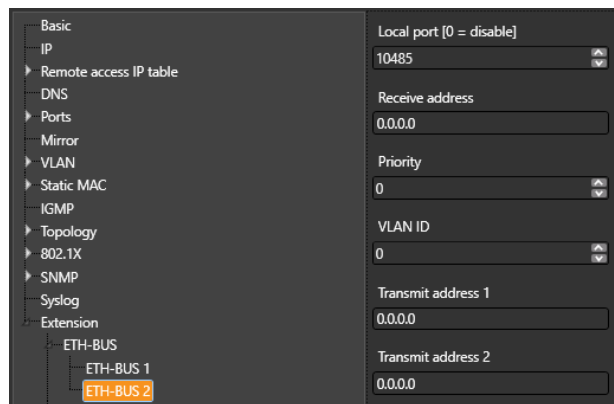 Basic
IP
Remote access IP table
DNS
Ports
Mirror
VLAN
Static MAC
IGMP
Topology
802.1X
SNMP
Syslog
Extension
ETH-BUS
ETH-BUS 1
ETH-BUS 2
Local port [0 = disable]
10485
Receive address
0.0.0.0
Priority
0
VLAN ID
0
Transmit address 1
0.0.0.0
Transmit address 2
0.0.0.0